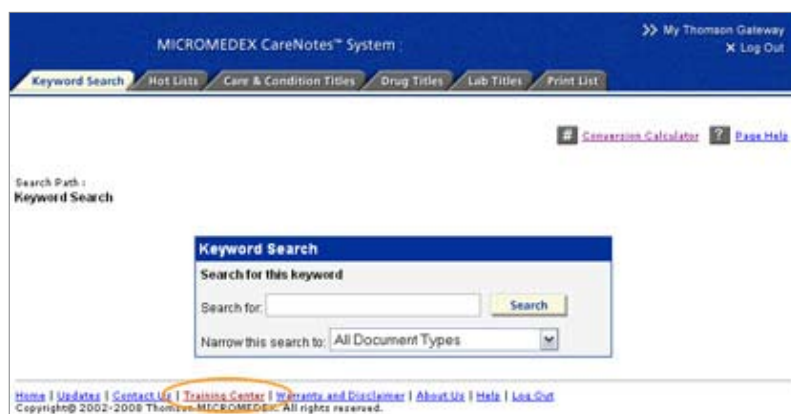 MICROMEDEX CareNotes™ System
>> My Thomson Gateway
X Log Out
Keyword Search Hot Lists Care & Condition Titles Drug Titles Lab Titles Print List
# Conversion Calculator ? Page Help
Search Path :
Keyword Search
Keyword Search
Search for this keyword
Search for: Search
Narrow this search to: All Document Types
Home | Updates | Contact Us | Training Center | Warranty and Disclaimer | About Us | Help | Log Out
Copyright© 2002-2008 Thomson MICROMEDEX. All rights reserved.